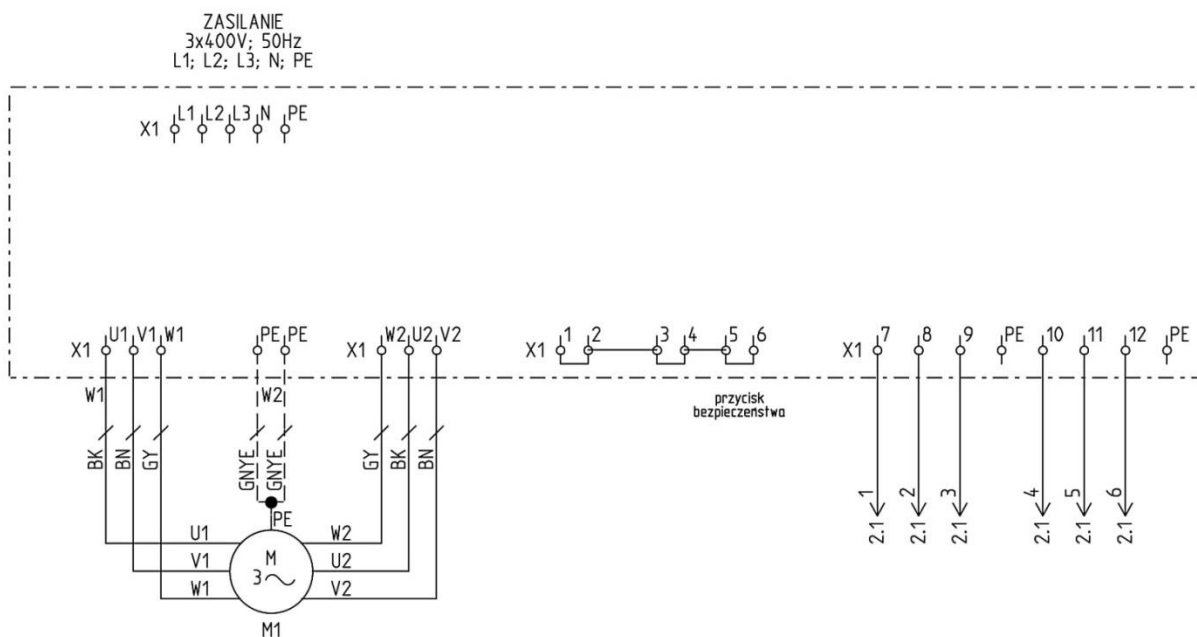 ZASILANIE
3x400V; 50Hz
L1; L2; L3; N; PE
X1 L1 L2 L3 N PE
X1 U1 V1 W1 PE PE X1 W2 U2 V2 X1 1 2 3 4 5 6 X1 7 8 9 PE 10 11 12 PE
W1 W2
przycisk
bezpieczeństwa
BK BN GY GNYE GNYE GY BK BN
1 2 3 4 5 6
2.1 2.1 2.1 2.1 2.1 2.1
PE
U1 W2
V1 U2
W1 V2
M
3
M1